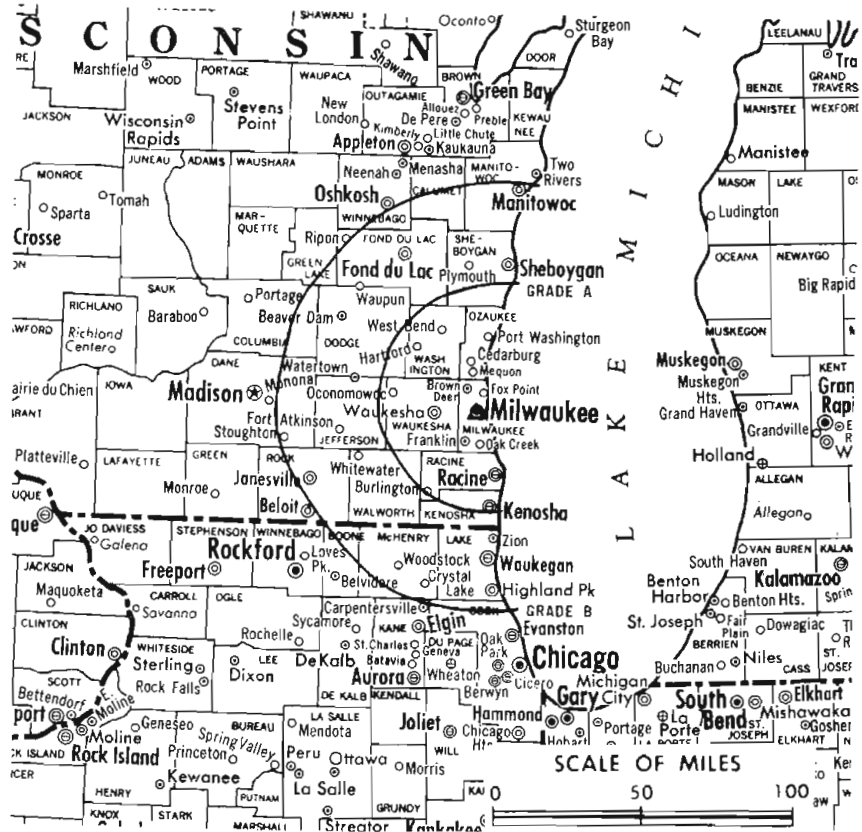 SHAWANO
Oconto
Sturgeon
Bay
LEELANAU
S C O N S I N
DOOR
Marshfield
WOOD
PORTAGE
WAUPACA
Shawano
BROWN
Green Bay
BENZIE
GRAND
TRAVERS
Stevens
Point
OUTAGAMIE
Allouez
De Pere
Preble
KEWAU
NEE
MANISTEE
WEXFORD
JACKSON
Wisconsin
Rapids
New
London
Kimberly
Little Chute
Appleton
Kaukauna
JUNEAU
ADAMS
WAUSHARA
Menasha
Neenah
MANITO-
WOC
Two
Rivers
Manistee
MONROE
CALUMET
Tomah
Oshkosh
Manitowoc
MASON
LAKE
Sparta
MAR-
QUETTE
WINNEBAGO
Ludington
Crosse
Ripon
FOND DU LAC
SHE-
BOYGAN
GREEN
LAKE
Fond du Lac
Plymouth
Sheboygan
OCEANA
NEWAYGO
Big Rapid
SAUK
Portage
Waupun
GRADE A
RICHLAND
Baraboo
Beaver Dam
West Bend
OZAUKEE
MUSKEGON
Richland
Center
COLUMBIA
DODGE
Hartford
WASH
INGTON
Port Washington
Cedarburg
Mequon
DANE
Watertown
Muskegon
KENT
Prairie du Chien
IOWA
Madison
Monona
Oconomowoc
Brown
Deer
Fox Point
Muskegon
Hts.
Grand Haven
OTTAWA
Waukesha
Milwaukee
Fort
Atkinson
WAUKESHA
MILWAUKEE
Grandville
Stoughton
JEFFERSON
Franklin
Oak Creek
Platteville
LAFAYETTE
GREEN
ROCK
Whitewater
RACINE
Holland
Janesville
Burlington
Racine
ALLEGAN
Monroe
Beloit
WALWORTH
KENOSHA
Kenosha
Allegan
JO DAVIESS
STEPHENSON
WINNEBAGO
BOONE
McHENRY
LAKE
Zion
L A K E M I C H I
Galena
Rockford
Loves
Pk.
Woodstock
Waukegan
South Haven
VAN BUREN
JACKSON
Freeport
Belvidere
Crystal
Lake
Highland Pk
Benton
Harbor
Kalamazoo
Maquoketa
CARROLL
OGLE
Carpentersville
COOK
GRADE B
Benton Hts.
Savanna
Sycamore
KANE
Elgin
Evanston
St. Joseph
Fair
Plain
Dowagiac
CLINTON
Rochelle
St. Charles
DU PAGE
Oak
Park
BERRIEN
Clinton
WHITESIDE
LEE
De Kalb
Geneva
Batavia
Chicago
Buchanan
Niles
CASS
Sterling
Dixon
Aurora
Wheaton
Cicero
Berwyn
Michigan
City
SCOTT
Rock Falls
DE KALB
KENDALL
Gary
South
Bend
Elkhart
Bettendorf
E.
Moline
Geneseo
BUREAU
LA SALLE
Joliet
Hammond
Portage
La
Porte
ST.
JOSEPH
Mishawaka
Moline
Mendota
Chicago
Hts
Hobart
LA PORTE
ELKHART
Goshen
ROCK ISLAND
Rock Island
Princeton
Spring Valley
Peru
Ottawa
WILL
Morris
Kewanee
La Salle
SCALE OF MILES
HENRY
PUTNAM
GRUNDY
KNOX
STARK
MARSHALL
Streator
Kankakee
0 50 100